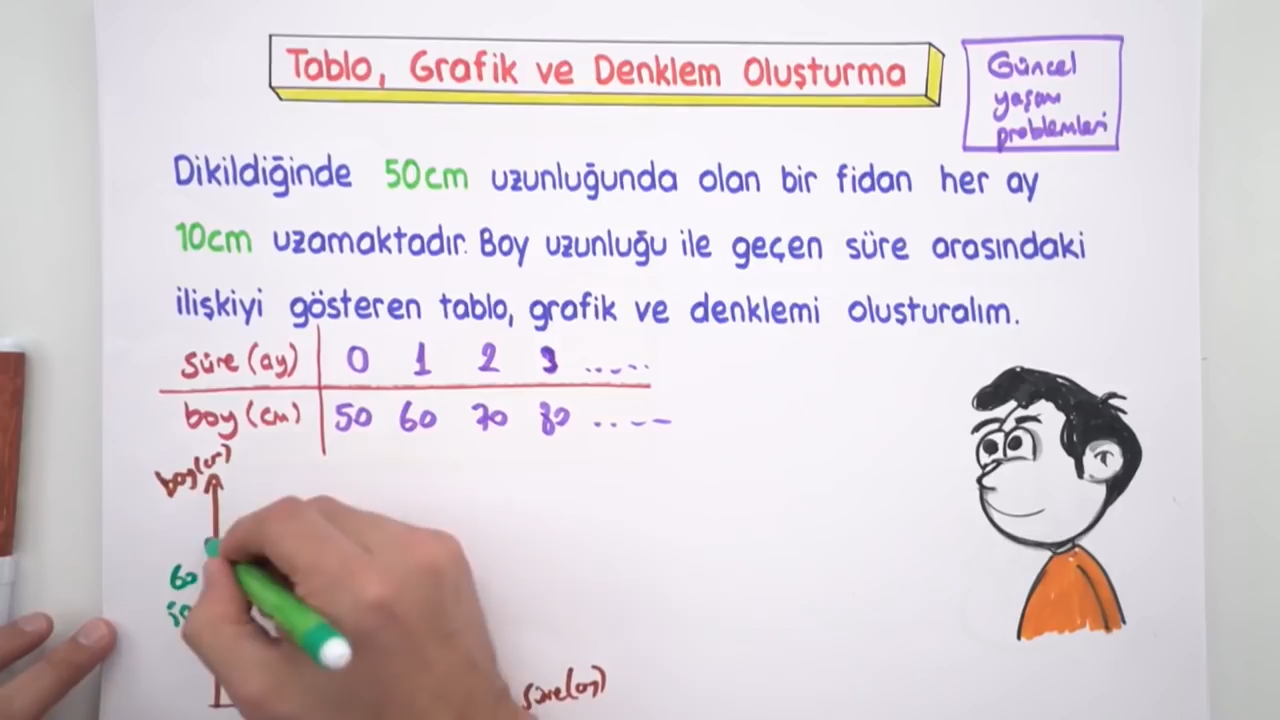 Tablo, Grafik ve Denklem Oluşturma
Güncel
yaşam
problemleri
Dikildiğinde 50cm uzunluğunda olan bir fidan her ay
10cm uzamaktadır. Boy uzunluğu ile geçen süre arasındaki
ilişkiyi gösteren tablo, grafik ve denklemi oluşturalım.
süre (ay) 0 1 2 3 ......
boy (cm) 50 60 70 80 ......
boy(cm)
60
süre(ay)